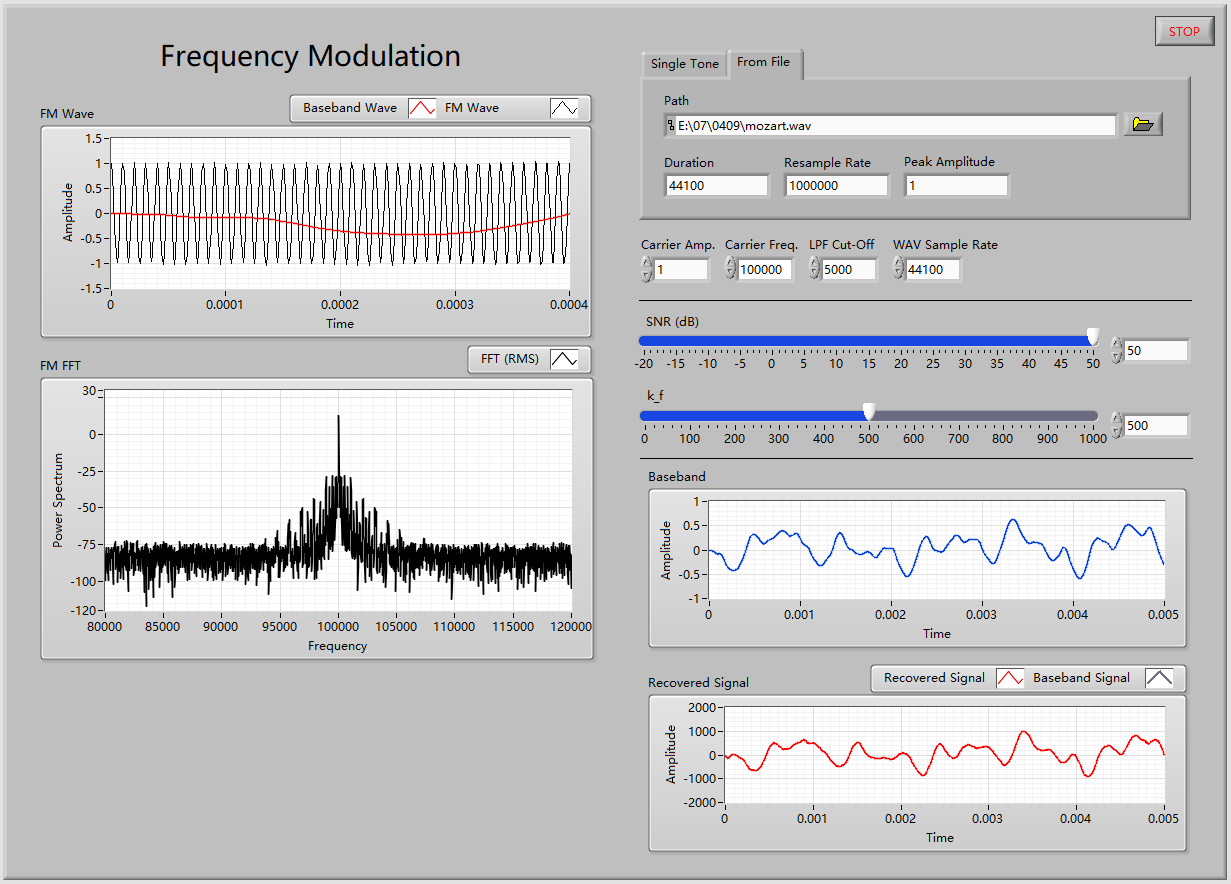 STOP
Frequency Modulation
Single Tone
From File
Path
E:\07\0409\mozart.wav
Duration
Resample Rate
Peak Amplitude
44100
1000000
1
Carrier Amp.
Carrier Freq.
LPF Cut-Off
WAV Sample Rate
1
100000
5000
44100
SNR (dB)
-20 -15 -10 -5 0 5 10 15 20 25 30 35 40 45 50
50
k_f
0 100 200 300 400 500 600 700 800 900 1000
500
FM Wave
Baseband Wave
FM Wave
Amplitude
1.5
1
0.5
0
-0.5
-1
-1.5
0 0.0001 0.0002 0.0003 0.0004
Time
FM FFT
FFT (RMS)
Power Spectrum
30
0
-25
-50
-75
-100
-120
80000 85000 90000 95000 100000 105000 110000 115000 120000
Frequency
Baseband
Amplitude
1
0.5
0
-0.5
-1
0 0.001 0.002 0.003 0.004 0.005
Time
Recovered Signal
Recovered Signal
Baseband Signal
Amplitude
2000
1000
0
-1000
-2000
0 0.001 0.002 0.003 0.004 0.005
Time